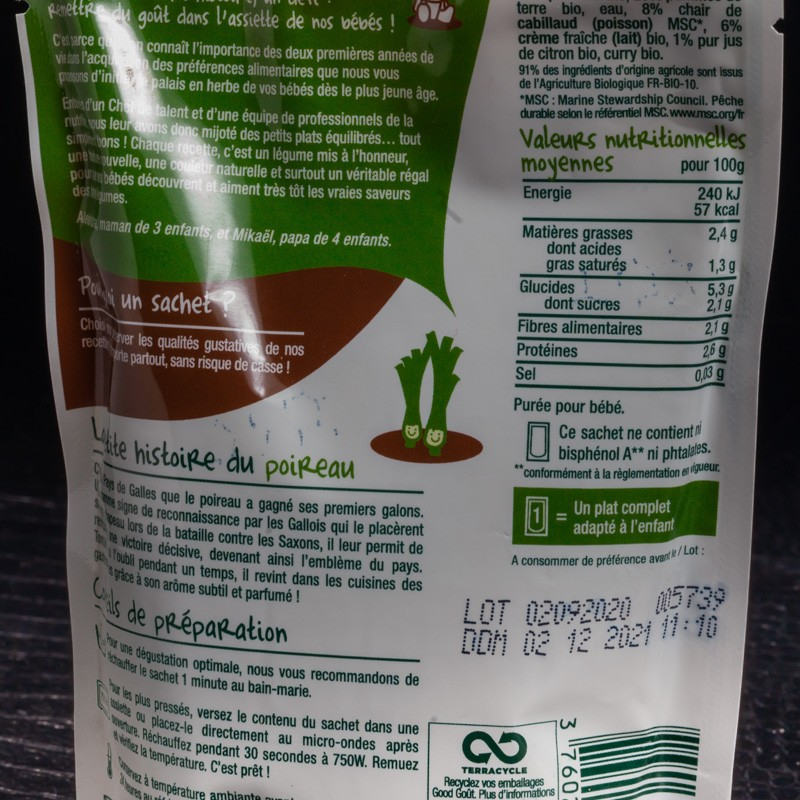 Remettre du goût dans l'assiette de nos bébés !
connaît l'importance des deux premières années de
des préférences alimentaires que nous vous
palais en herbe de vos bébés dès le plus jeune âge.
d'un Chef talent et d'une équipe de professionnels de la
vous leur avons donc mijoté des petits plats équilibrés... tout
bons ! Chaque recette, c'est un légume mis à l'honneur,
une nouvelle, une couleur naturelle et surtout un véritable régal
bébés découvrent et aiment très tôt les vraies saveurs
des légumes.
maman de 3 enfants, et Mikaël, papa de 4 enfants.
un sachet ?
les qualités gustatives de nos
partout, sans risque de casse !
petite histoire du poireau
Pays de Galles que le poireau a gagné ses premiers galons.
signe de reconnaissance par les Gallois qui le placèrent
lors de la bataille contre les Saxons, il leur permit de
victoire décisive, devenant ainsi l'emblème du pays.
l'oubli pendant un temps, il revint dans les cuisines des
grâce à son arôme subtil et parfumé !
de préparation
Pour une dégustation optimale, nous vous recommandons de
réchauffer le sachet 1 minute au bain-marie.
Pour les plus pressés, versez le contenu du sachet dans une
assiette ou placez-le directement au micro-ondes après
ouverture. Réchauffez pendant 30 secondes à 750W. Remuez
et vérifiez la température. C'est prêt !
à température ambiante
terre bio, eau, 8% chair de
cabillaud (poisson) MSC*, 6%
crème fraîche (lait) bio, 1% pur jus
de citron bio, curry bio.
91% des ingrédients d'origine agricole sont issus
de l'Agriculture Biologique FR-BIO-10.
*MSC : Marine Stewardship Council. Pêche
durable selon le référentiel MSC. www.msc.org/fr
Valeurs nutritionnelles
moyennes pour 100g
Energie 240 kJ
57 kcal
Matières grasses 2,4 g
dont acides
gras saturés 1,3 g
Glucides 5,3 g
dont sucres 2,1 g
Fibres alimentaires 2,1 g
Protéines 2,6 g
Sel 0,03 g
Purée pour bébé.
Ce sachet ne contient ni
bisphénol A** ni phtalates.
**conformément à la règlementation en vigueur.
1 = Un plat complet
adapté à l'enfant
A consommer de préférence avant le / Lot :
LOT 02092020 005739
DDM 02 12 2021 11:10
TERRACYCLE
Recyclez vos emballages
Good Goût. Plus d'informations
3 760